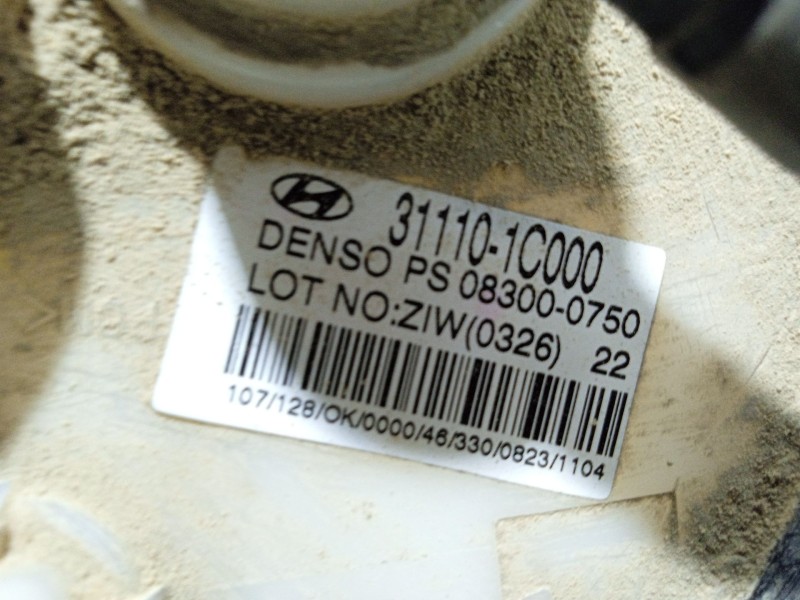 31110-1C000
DENSO PS 08300-0750
LOT NO:ZIW(0326) 22
107/128/OK/0000/46/330/0823/1104